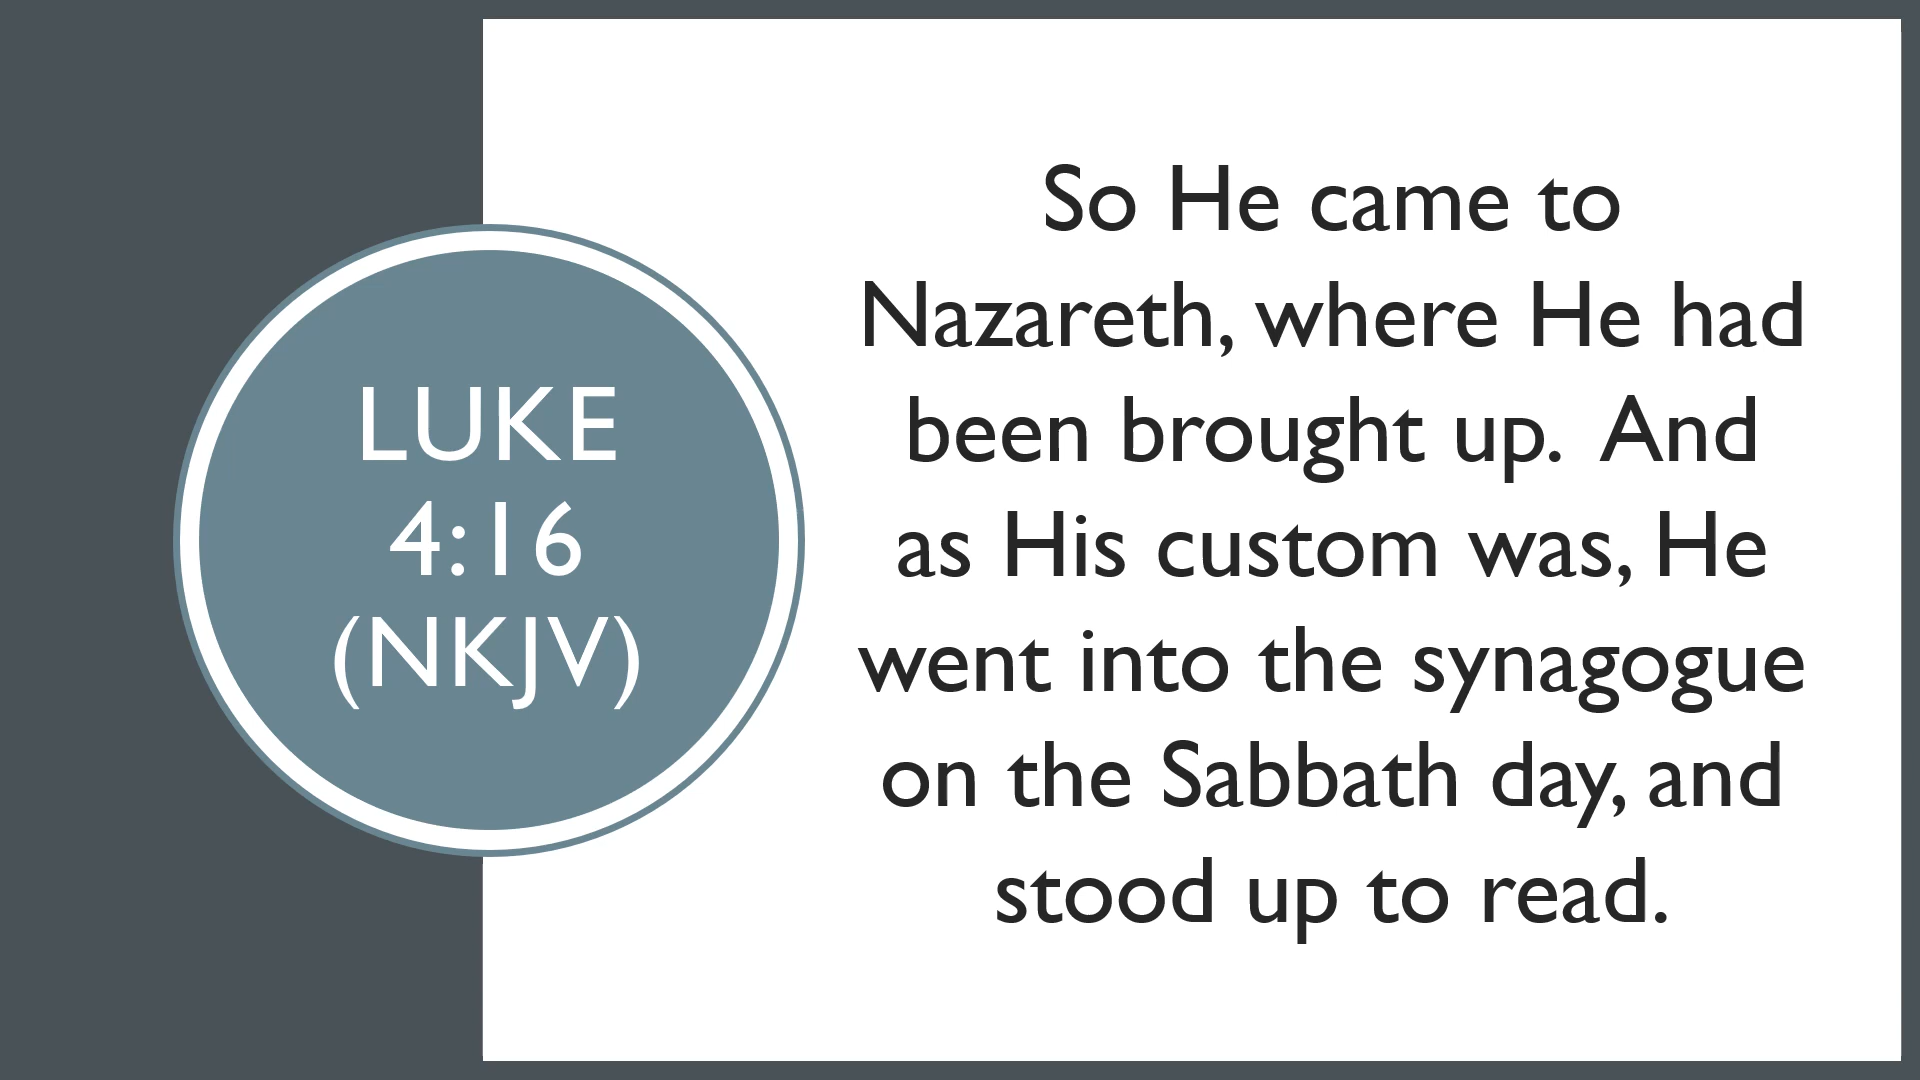 LUKE
4:16
(NKJV)
So He came to
Nazareth, where He had
been brought up.  And
as His custom was, He
went into the synagogue
on the Sabbath day, and
stood up to read.